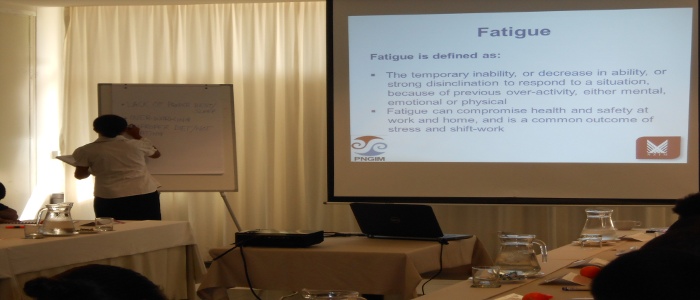 Fatigue
Fatigue is defined as:
• The temporary inability, or decrease in ability, or
strong disinclination to respond to a situation,
because of previous over-activity, either mental,
emotional or physical
• Fatigue can compromise health and safety at
work and home, and is a common outcome of
stress and shift-work
PNGIM